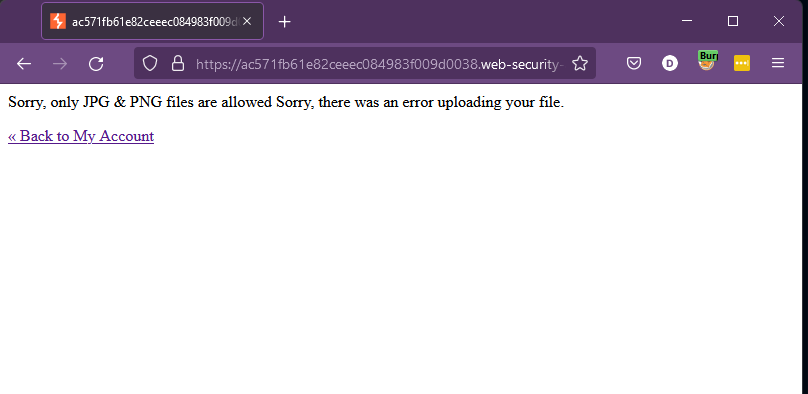 ac571fb61e82ceeec084983f009d
https://ac571fb61e82ceeec084983f009d0038.web-security-
D
Burp
Sorry, only JPG & PNG files are allowed Sorry, there was an error uploading your file.
« Back to My Account